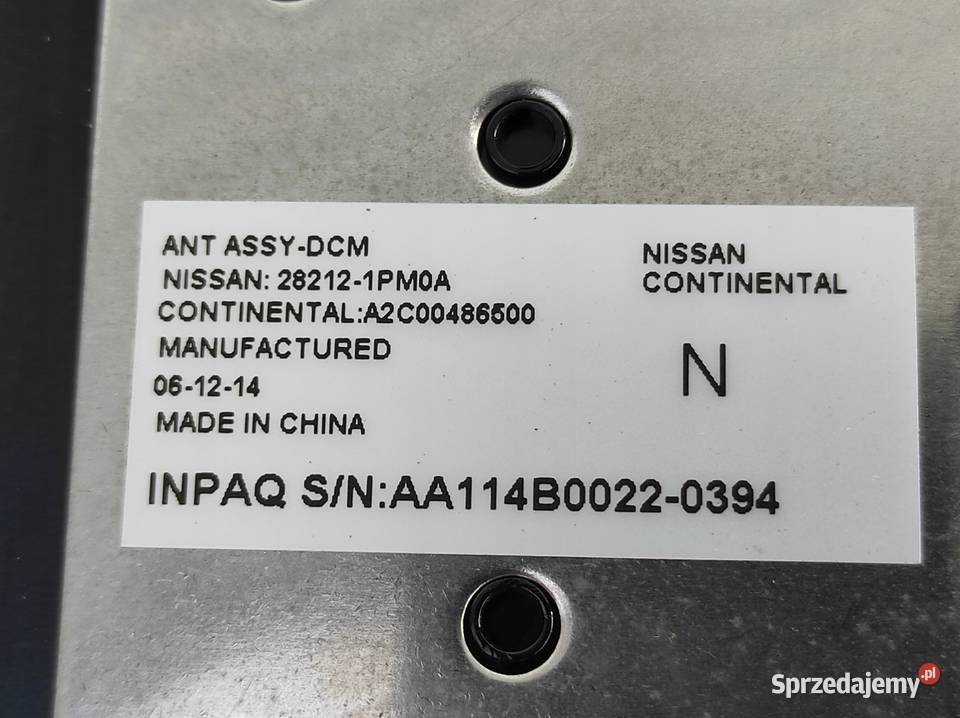 ANT ASSY-DCM
NISSAN: 28212-1PM0A
CONTINENTAL:A2C00486500
MANUFACTURED
06-12-14
MADE IN CHINA
NISSAN
CONTINENTAL
N
INPAQ S/N:AA114B0022-0394
Sprzedajemy.pl